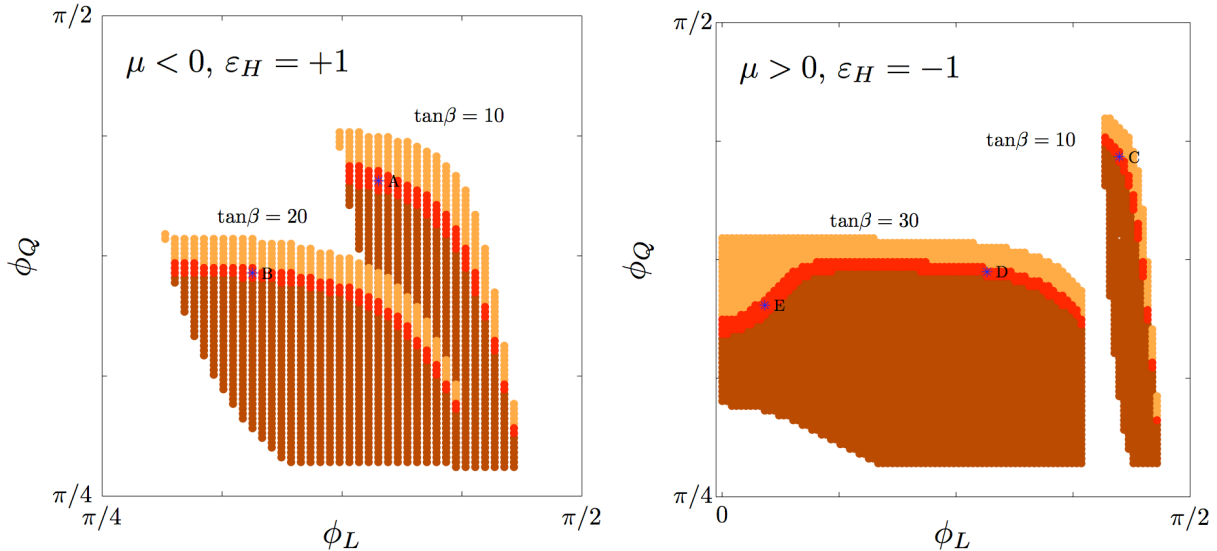 π/2
μ < 0, ε_H = +1
tanβ = 10
A
tanβ = 20
B
ϕ_Q
π/4
π/4
ϕ_L
π/2
π/2
μ > 0, ε_H = −1
tanβ = 10
C
tanβ = 30
D
E
ϕ_Q
π/4
0
ϕ_L
π/2